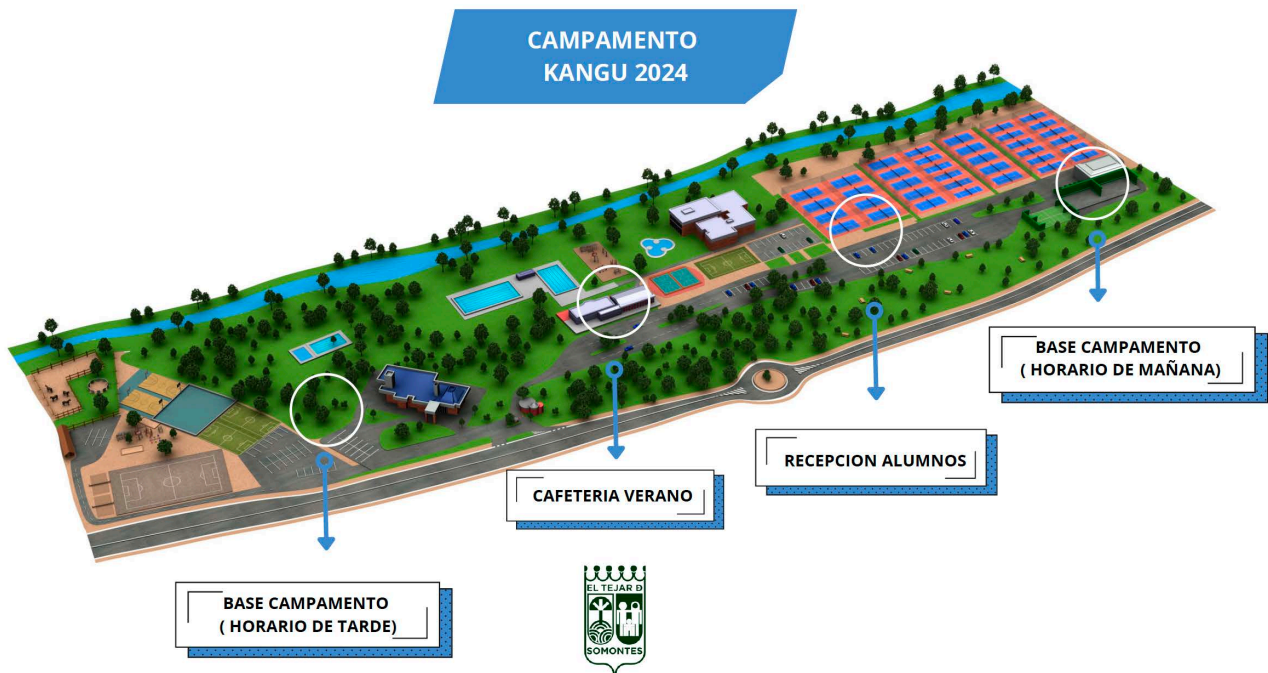 CAMPAMENTO
KANGU 2024
BASE CAMPAMENTO
( HORARIO DE MAÑANA)
RECEPCION ALUMNOS
CAFETERIA VERANO
BASE CAMPAMENTO
( HORARIO DE TARDE)
EL TEJAR D
SOMONTES